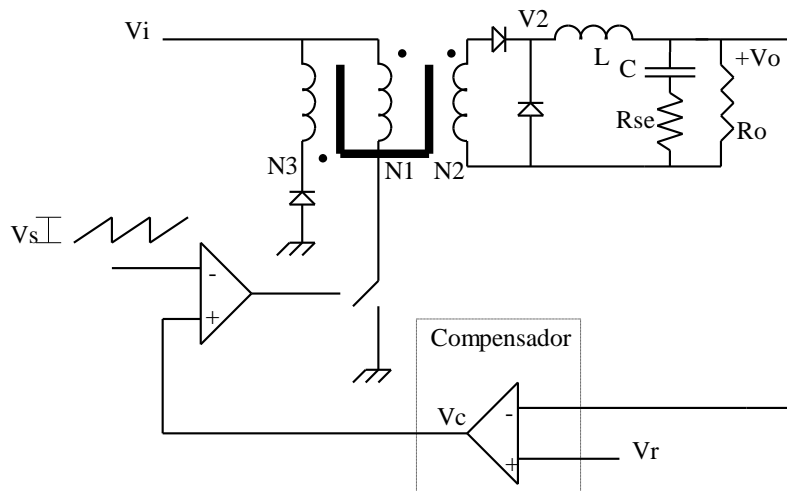 Vi
V2
L
C
+Vo
Rse
Ro
N3
N1
N2
Vs
-
+
Compensador
Vc
-
+
Vr